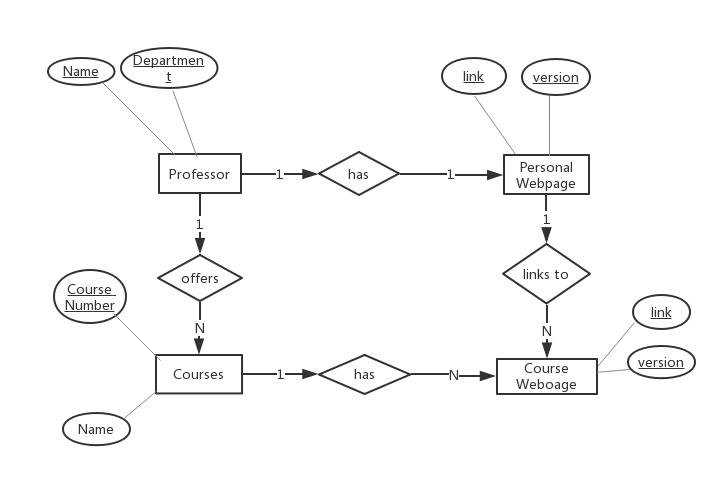 Name
Departmen
t
link
version
Professor
1
has
1
Personal
Webpage
1
1
offers
links to
Course
Number
N
N
link
Courses
1
has
N
Course
Weboage
version
Name